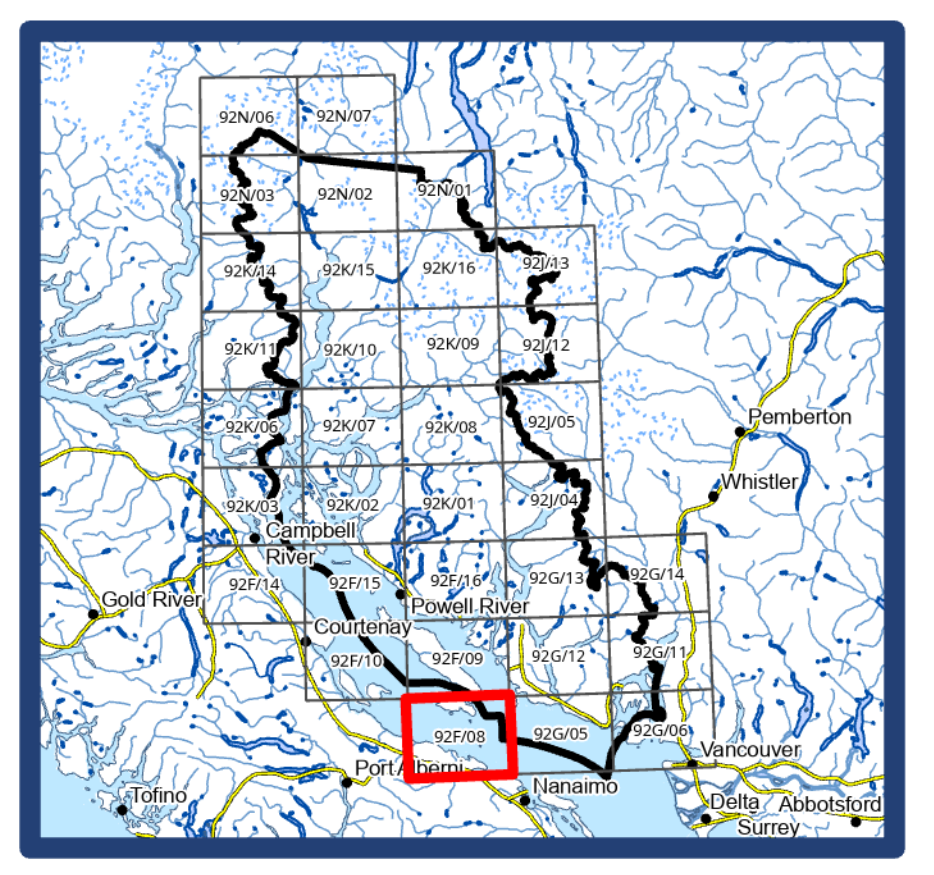 92N/06
92N/07
92N/03
92N/02
92N/01
92K/14
92K/15
92K/16
92J/13
92K/11
92K/10
92K/09
92J/12
92K/06
92K/07
92K/08
92J/05
Pemberton
Whistler
92K/03
92K/02
92K/01
92J/04
Campbell
River
92F/14
92F/15
92F/16
92G/13
92G/14
Gold River
Powell River
Courtenay
92F/10
92F/09
92G/12
92G/11
92F/08
92G/05
92G/06
Vancouver
Port Alberni
Nanaimo
Tofino
Delta
Abbotsford
Surrey